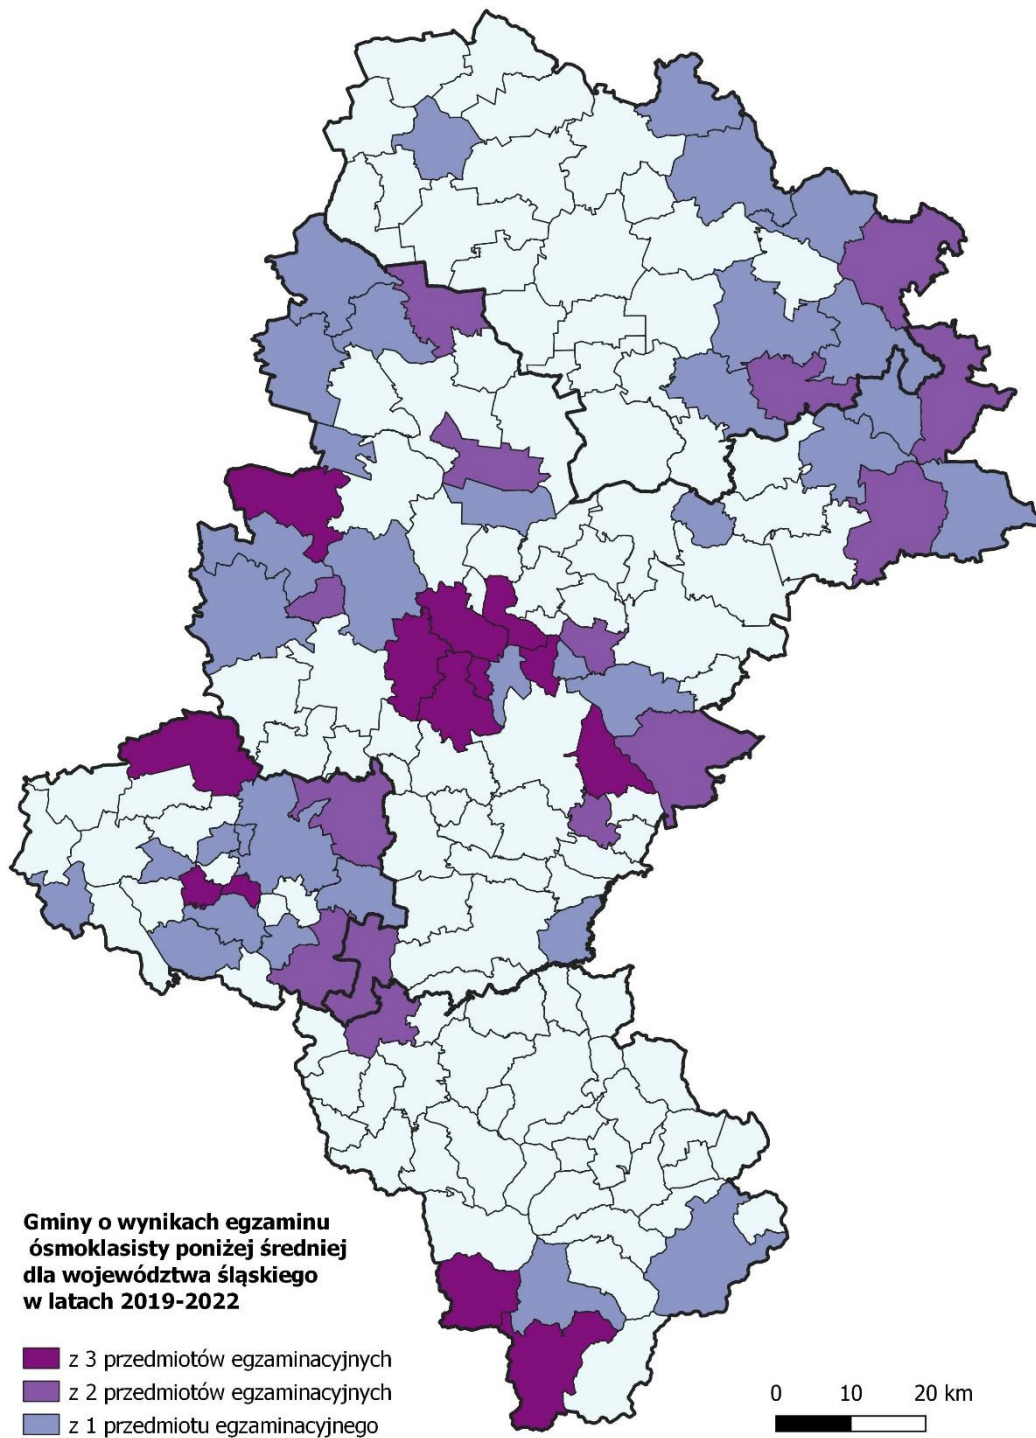 Gminy o wynikach egzaminu
ósmoklasisty poniżej średniej
dla województwa śląskiego
w latach 2019-2022
z 3 przedmiotów egzaminacyjnych
z 2 przedmiotów egzaminacyjnych
z 1 przedmiotu egzaminacyjnego
0 10 20 km